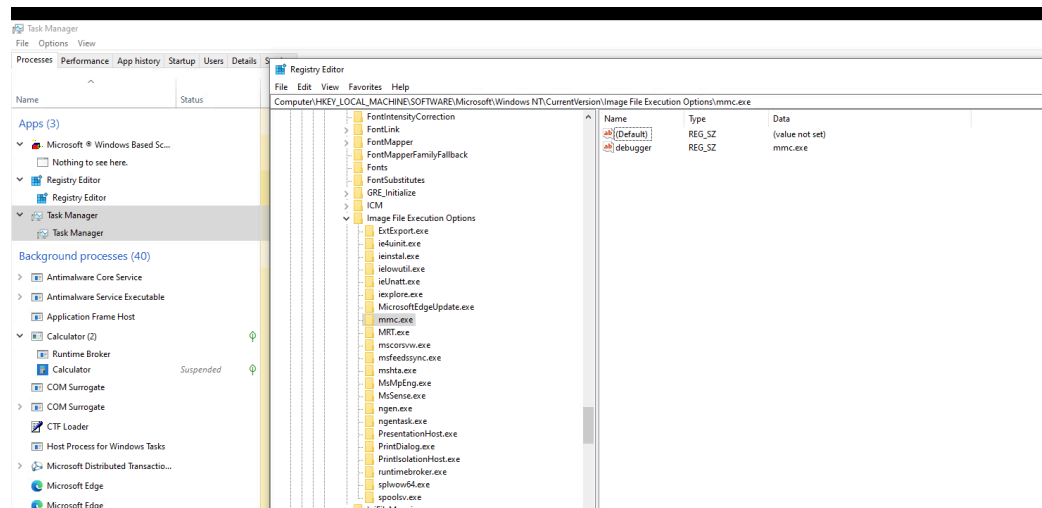 Task Manager
File Options View
Processes Performance App history Startup Users Details
Name Status
Apps (3)
Microsoft ® Windows Based Sc...
Nothing to see here.
Registry Editor
Registry Editor
Task Manager
Task Manager
Background processes (40)
Antimalware Core Service
Antimalware Service Executable
Application Frame Host
Calculator (2)
Runtime Broker
Calculator Suspended
COM Surrogate
COM Surrogate
CTF Loader
Host Process for Windows Tasks
Microsoft Distributed Transactio...
Microsoft Edge
Microsoft Edge
Registry Editor
File Edit View Favorites Help
Computer\HKEY_LOCAL_MACHINE\SOFTWARE\Microsoft\Windows NT\CurrentVersion\Image File Execution Options\mmc.exe
FontIntensityCorrection
FontLink
FontMapper
FontMapperFamilyFallback
Fonts
FontSubstitutes
GRE_Initialize
ICM
Image File Execution Options
ExtExport.exe
ie4uinit.exe
ieinstal.exe
ielowutil.exe
ieUnatt.exe
iexplore.exe
MicrosoftEdgeUpdate.exe
mmc.exe
MRT.exe
mscorsvw.exe
msfeedssync.exe
mshta.exe
MsMpEng.exe
MsSense.exe
ngen.exe
ngentask.exe
PresentationHost.exe
PrintDialog.exe
PrintIsolationHost.exe
runtimebroker.exe
splwow64.exe
spoolsv.exe
Name Type Data
(Default) REG_SZ (value not set)
debugger REG_SZ mmc.exe